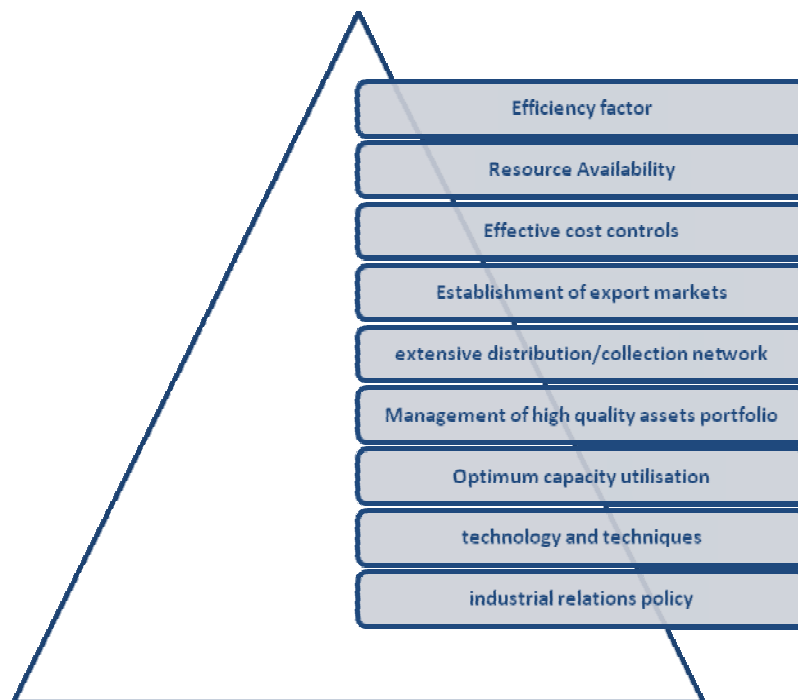 Efficiency factor
Resource Availability
Effective cost controls
Establishment of export markets
extensive distribution/collection network
Management of high quality assets portfolio
Optimum capacity utilisation
technology and techniques
industrial relations policy